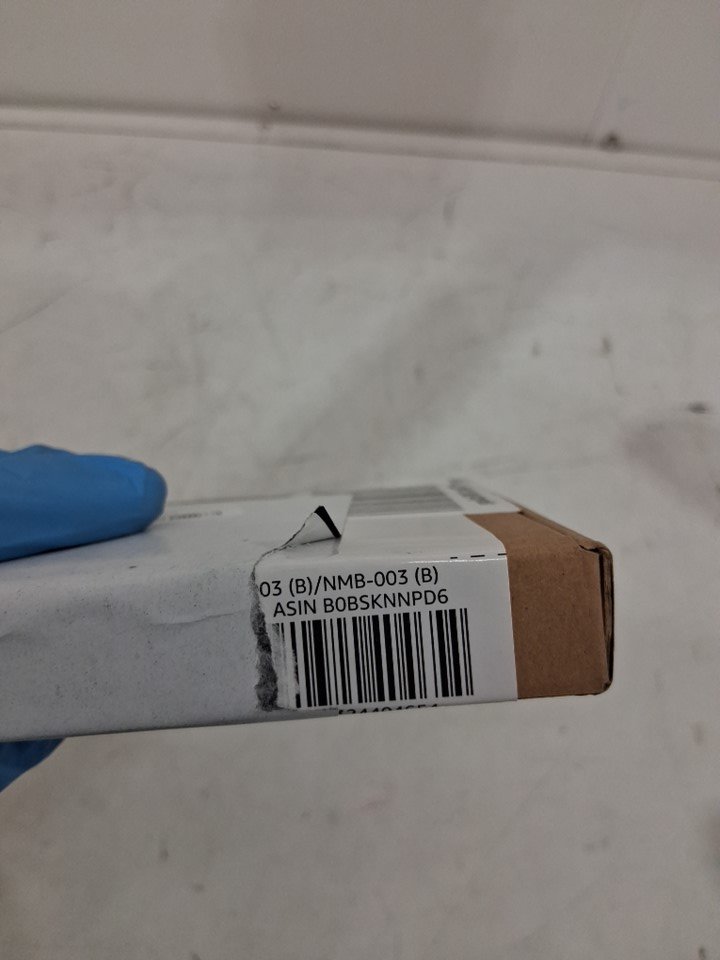 03 (B)/NMB-003 (B)
ASIN B0BSKNNPD6